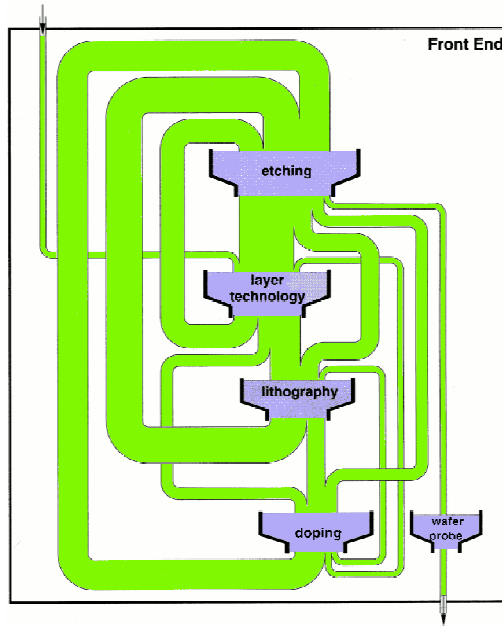 Front End
etching
layer
technology
lithography
doping
wafer
probe